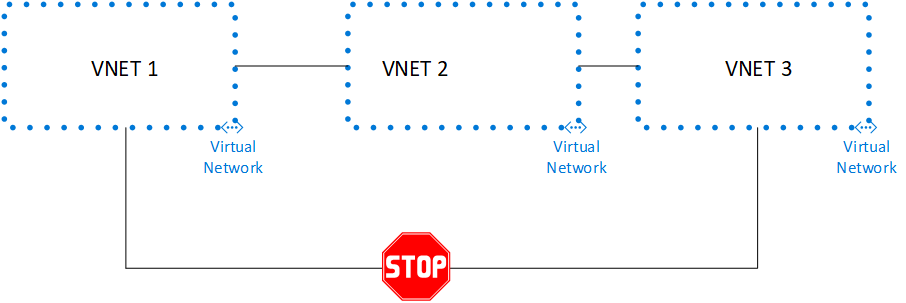 VNET 1
VNET 2
VNET 3
Virtual
Network
Virtual
Network
Virtual
Network
STOP